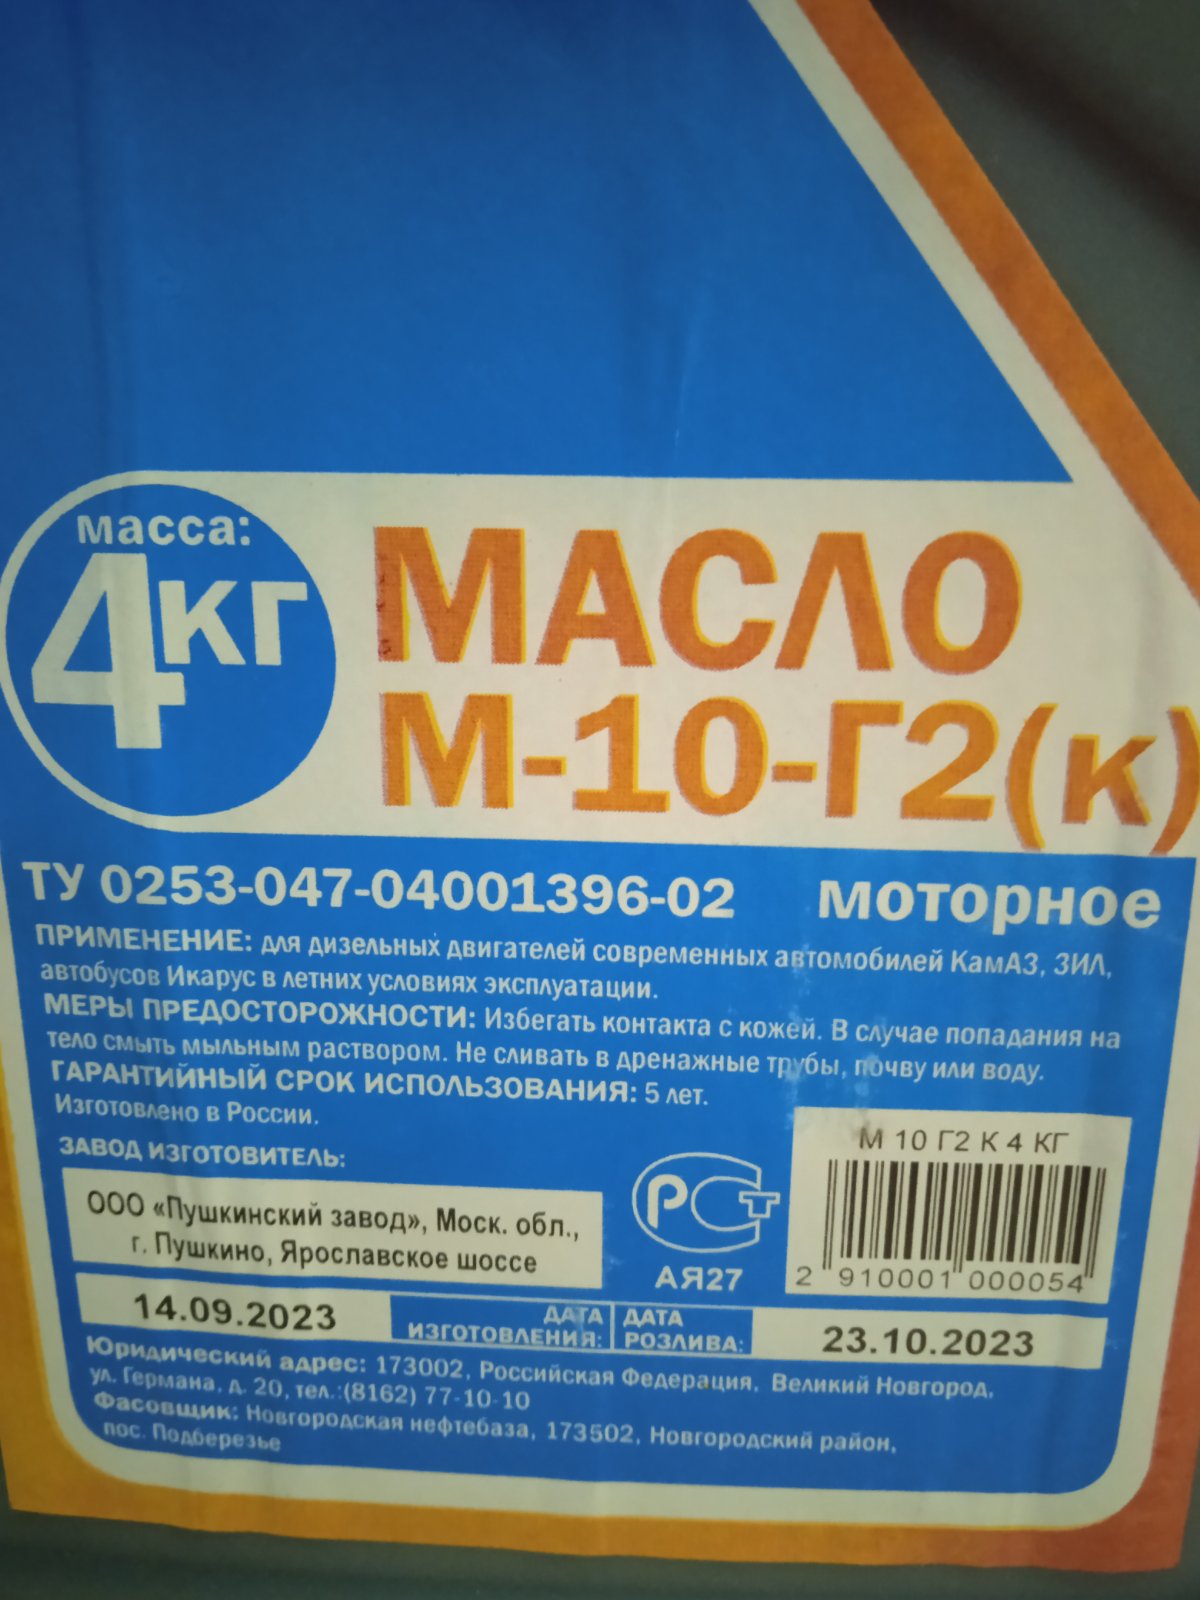 масса:
4кг
МАСЛО
М-10-Г2(к)
ТУ 0253-047-04001396-02 моторное
ПРИМЕНЕНИЕ: для дизельных двигателей современных автомобилей КамАЗ, ЗИЛ,
автобусов Икарус в летних условиях эксплуатации.
МЕРЫ ПРЕДОСТОРОЖНОСТИ: Избегать контакта с кожей. В случае попадания на
тело смыть мыльным раствором. Не сливать в дренажные трубы, почву или воду.
ГАРАНТИЙНЫЙ СРОК ИСПОЛЬЗОВАНИЯ: 5 лет.
Изготовлено в России.
ЗАВОД ИЗГОТОВИТЕЛЬ:
ООО «Пушкинский завод», Моск. обл.,
г. Пушкино, Ярославское шоссе
РСТ
АЯ27
М 10 Г2 К 4 КГ
2 910001 000054
14.09.2023 ДАТА ИЗГОТОВЛЕНИЯ: ДАТА РОЗЛИВА: 23.10.2023
Юридический адрес: 173002, Российская Федерация, Великий Новгород,
ул. Германа, д. 20, тел.:(8162) 77-10-10
Фасовщик: Новгородская нефтебаза, 173502, Новгородский район,
пос. Подберезье